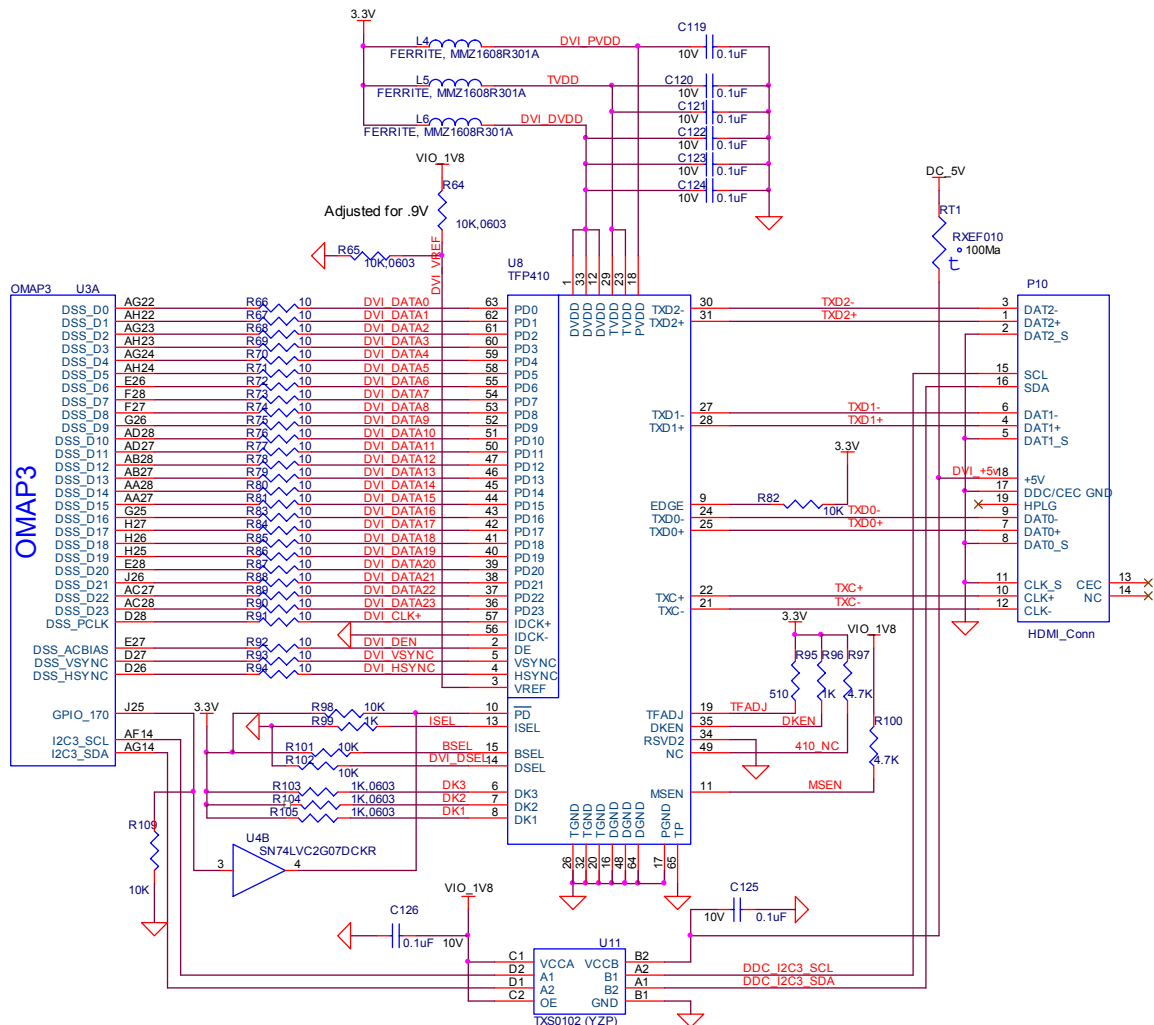 3.3V
L4 DVI_PVDD C119
FERRITE, MMZ1608R301A 10V 0.1uF
L5 TVDD C120
FERRITE, MMZ1608R301A 10V 0.1uF
C121
10V 0.1uF
L6 DVI_DVDD C122
FERRITE, MMZ1608R301A 10V 0.1uF
C123
10V 0.1uF
C124
10V 0.1uF
VIO_1V8
R64
Adjusted for .9V
10K,0603
R65
10K,0603
DVI_VREF
DC_5V
RT1
RXEF010
100Ma
t
U8
TFP410
1 33 12 29 23 18
DVDD DVDD DVDD TVDD TVDD PVDD
OMAP3 U3A
OMAP3
DSS_D0 AG22 R66 10 DVI_DATA0 63 PD0
DSS_D1 AH22 R67 10 DVI_DATA1 62 PD1
DSS_D2 AG23 R68 10 DVI_DATA2 61 PD2
DSS_D3 AH23 R69 10 DVI_DATA3 60 PD3
DSS_D4 AG24 R70 10 DVI_DATA4 59 PD4
DSS_D5 AH24 R71 10 DVI_DATA5 58 PD5
DSS_D6 E26 R72 10 DVI_DATA6 55 PD6
DSS_D7 F28 R73 10 DVI_DATA7 54 PD7
DSS_D8 F27 R74 10 DVI_DATA8 53 PD8
DSS_D9 G26 R75 10 DVI_DATA9 52 PD9
DSS_D10 AD28 R76 10 DVI_DATA10 51 PD10
DSS_D11 AD27 R77 10 DVI_DATA11 50 PD11
DSS_D12 AB28 R78 10 DVI_DATA12 47 PD12
DSS_D13 AB27 R79 10 DVI_DATA13 46 PD13
DSS_D14 AA28 R80 10 DVI_DATA14 45 PD14
DSS_D15 AA27 R81 10 DVI_DATA15 44 PD15
DSS_D16 G25 R83 10 DVI_DATA16 43 PD16
DSS_D17 H27 R84 10 DVI_DATA17 42 PD17
DSS_D18 H26 R85 10 DVI_DATA18 41 PD18
DSS_D19 H25 R86 10 DVI_DATA19 40 PD19
DSS_D20 E28 R87 10 DVI_DATA20 39 PD20
DSS_D21 J26 R88 10 DVI_DATA21 38 PD21
DSS_D22 AC27 R89 10 DVI_DATA22 37 PD22
DSS_D23 AC28 R90 10 DVI_DATA23 36 PD23
DSS_PCLK D28 R91 10 DVI_CLK+ 57 IDCK+
56 IDCK-
DSS_ACBIAS E27 R92 10 DVI_DEN 2 DE
DSS_VSYNC D27 R93 10 DVI_VSYNC 5 VSYNC
DSS_HSYNC D26 R94 10 DVI_HSYNC 4 HSYNC
3 VREF
GPIO_170 J25 3.3V R98 10K 10 PD
R99 1K ISEL 13 ISEL
I2C3_SCL AF14
I2C3_SDA AG14
R101 10K BSEL 15 BSEL
R102 10K DVI_DSEL 14 DSEL
R103 1K,0603 DK3 6 DK3
R104 1K,0603 DK2 7 DK2
R105 1K,0603 DK1 8 DK1
R109
10K
U4B
SN74LVC2G07DCKR
3 4
TXD2- 30 TXD2- 3 DAT2-
TXD2+ 31 TXD2+ 1 DAT2+
2 DAT2_S
P10
15 SCL
16 SDA
TXD1- 27 TXD1- 6 DAT1-
TXD1+ 28 TXD1+ 4 DAT1+
5 DAT1_S
3.3V
DVI_+5v 18 +5V
17 DDC/CEC GND
EDGE 9 R82 10K 19 HPLG
TXD0- 24 TXD0- 9 DAT0-
TXD0+ 25 TXD0+ 7 DAT0+
8 DAT0_S
11 CLK_S CEC 13
TXC+ 22 TXC+ 10 CLK+ NC 14
TXC- 21 TXC- 12 CLK-
HDMI_Conn
3.3V VIO_1V8
R95 R96 R97
510 1K 4.7K
R100
4.7K
TFADJ 19 TFADJ
DKEN 35 DKEN
RSVD2 34
NC 49 410_NC
MSEN 11 MSEN
TGND TGND TGND DGND DGND DGND PGND TP
26 32 20 16 48 64 17 65
VIO_1V8
C126
0.1uF 10V
C125
10V 0.1uF
U11
C1 VCCA VCCB B2
D2 A1 B1 A2 DDC_I2C3_SCL
D1 A2 B2 A1 DDC_I2C3_SDA
C2 OE GND B1
TXS0102 (YZP)